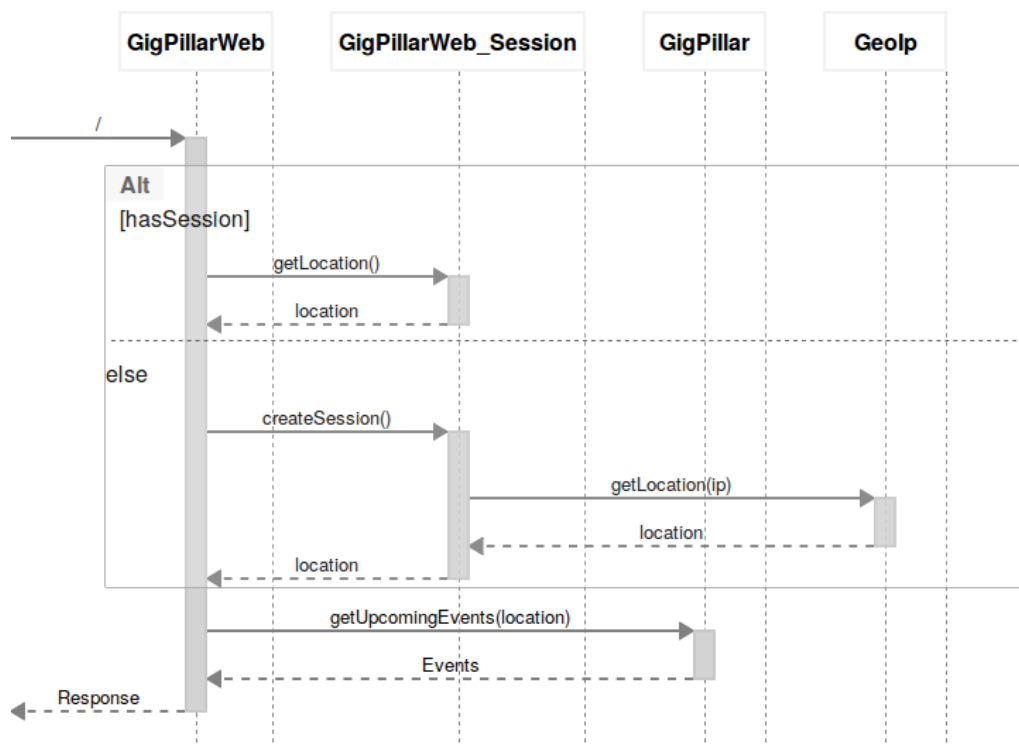 GigPillarWeb
GigPillarWeb_Session
GigPillar
GeoIp
/
Alt
[hasSession]
getLocation()
location
else
createSession()
getLocation(ip)
location
location
getUpcomingEvents(location)
Events
Response